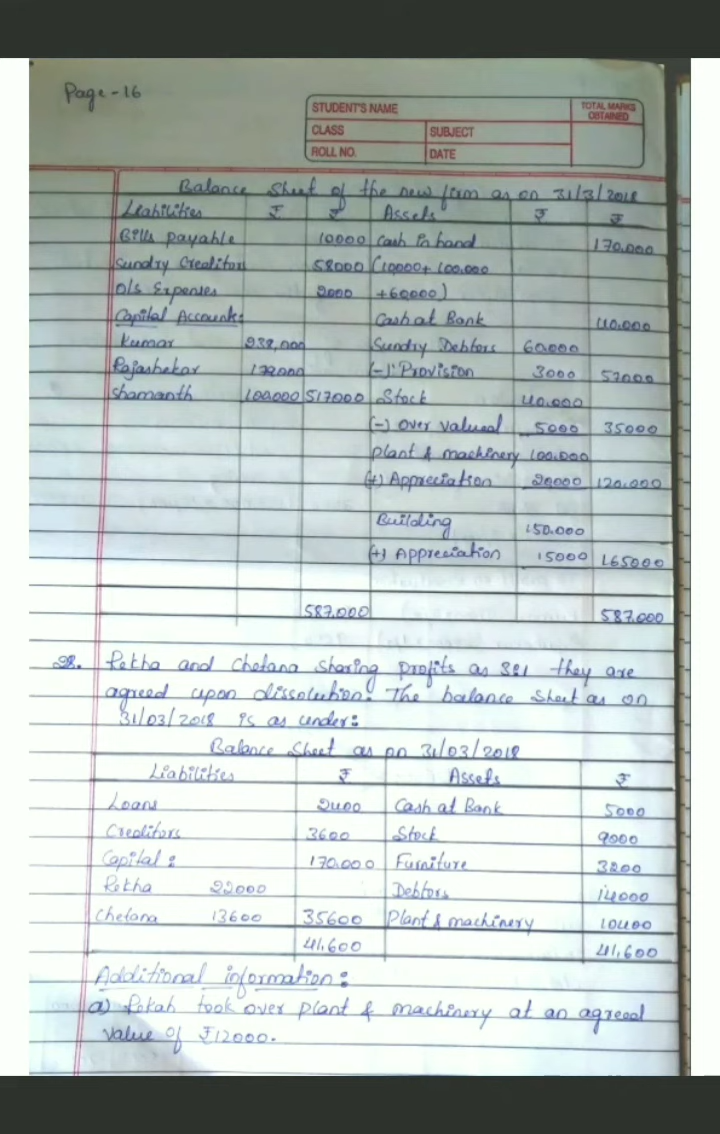 Page-16
STUDENT'S NAME TOTAL MARKS OBTAINED
CLASS SUBJECT
ROLL NO. DATE
Balance Sheet of the new firm as on 31/3/2018
Liabilities ₹ ₹ Assets ₹ ₹
Bills payable 10000 Cash in hand 170.000
Sundry Creditors 58000 (10000+ 100.000
O/S Expenses 2000 +60000)
Capital Accounts: Cash at Bank 40.000
Kumar 238,000 Sundry Debtors 60.000
Rajashekar 179000 (-): Provision 3000 57000
Shamanth 100.000 517000 Stock 40.000
(-) Over valued 5000 35000
Plant & machinery 100.000
(+) Appreciation 20000 120.000
Building 150.000
(+) Appreciation 15000 165000
587.000 587.000
28. Rekha and Chetana Sharing profits as 3:1 they are
agreed upon dissolution. The balance sheet as on
31/03/2018 is as under:
Balance Sheet as on 31/03/2018
Liabilities ₹ Assets ₹
Loans 2400 Cash at Bank 5000
Creditors 3600 Stock 9000
Capital: 170.000 Furniture 3200
Rekha 22000 Debtors 14000
Chetana 13600 35600 Plant & machinery 10400
41,600 41,600
Additional information:
a) Rekah took over plant & machinery at an agreed
value of ₹12000.